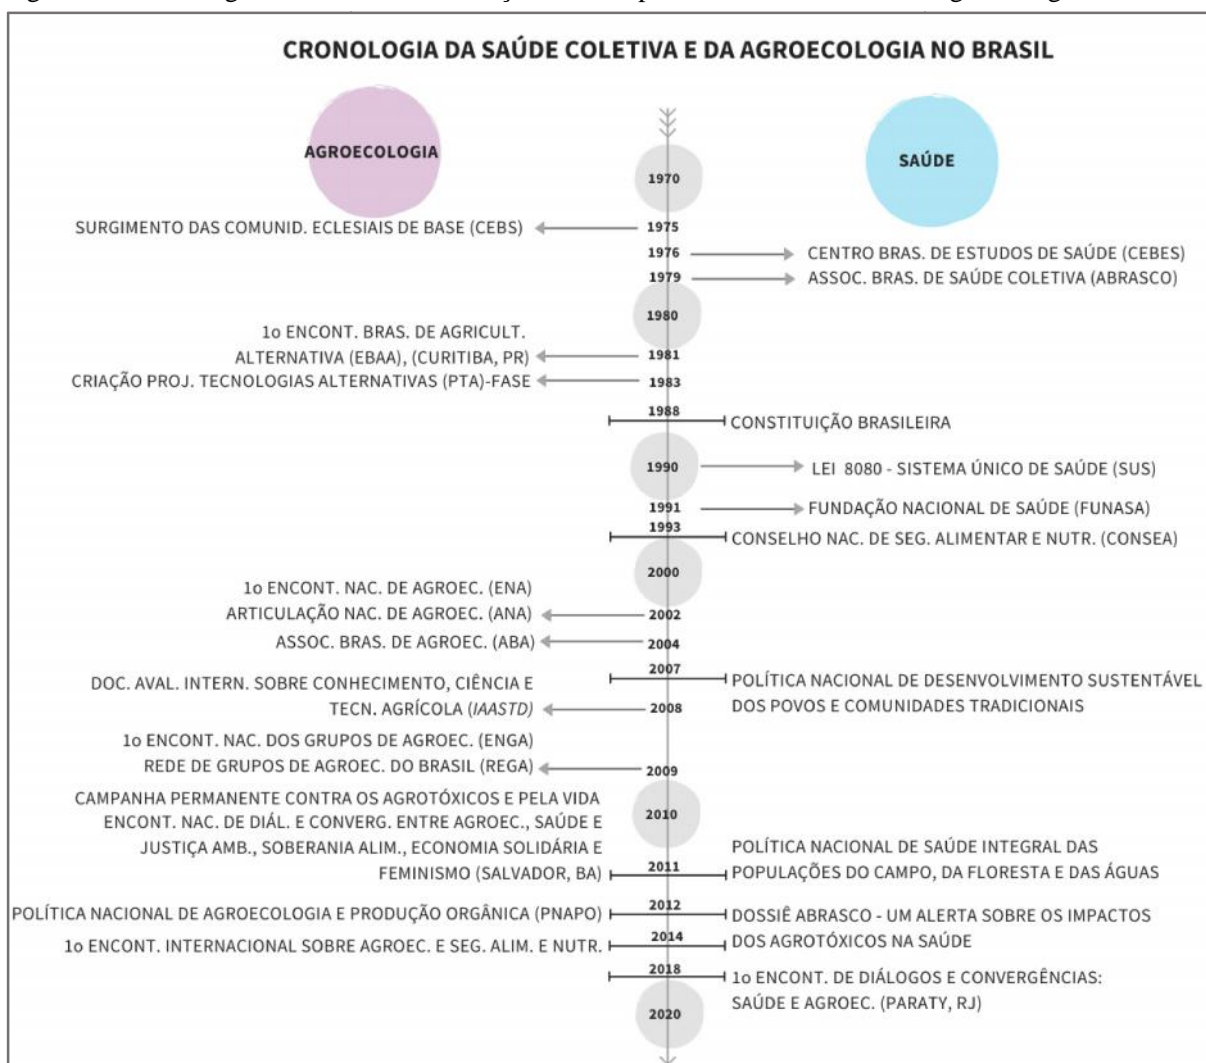 CRONOLOGIA DA SAÚDE COLETIVA E DA AGROECOLOGIA NO BRASIL
AGROECOLOGIA
SAÚDE
1970
SURGIMENTO DAS COMUNID. ECLESIAIS DE BASE (CEBS)
1975
1976
CENTRO BRAS. DE ESTUDOS DE SAÚDE (CEBES)
1979
ASSOC. BRAS. DE SAÚDE COLETIVA (ABRASCO)
1980
1o ENCONT. BRAS. DE AGRICULT.
ALTERNATIVA (EBAA), (CURITIBA, PR)
1981
CRIAÇÃO PROJ. TECNOLOGIAS ALTERNATIVAS (PTA)-FASE
1983
1988
CONSTITUIÇÃO BRASILEIRA
1990
LEI 8080 - SISTEMA ÚNICO DE SAÚDE (SUS)
1991
FUNDAÇÃO NACIONAL DE SAÚDE (FUNASA)
1993
CONSELHO NAC. DE SEG. ALIMENTAR E NUTR. (CONSEA)
2000
1o ENCONT. NAC. DE AGROEC. (ENA)
ARTICULAÇÃO NAC. DE AGROEC. (ANA)
2002
ASSOC. BRAS. DE AGROEC. (ABA)
2004
2007
POLÍTICA NACIONAL DE DESENVOLVIMENTO SUSTENTÁVEL
DOS POVOS E COMUNIDADES TRADICIONAIS
DOC. AVAL. INTERN. SOBRE CONHECIMENTO, CIÊNCIA E
TECN. AGRÍCOLA (IAASTD)
2008
1o ENCONT. NAC. DOS GRUPOS DE AGROEC. (ENGA)
REDE DE GRUPOS DE AGROEC. DO BRASIL (REGA)
2009
2010
CAMPANHA PERMANENTE CONTRA OS AGROTÓXICOS E PELA VIDA
ENCONT. NAC. DE DIÁL. E CONVERG. ENTRE AGROEC., SAÚDE E
JUSTIÇA AMB., SOBERANIA ALIM., ECONOMIA SOLIDÁRIA E
FEMINISMO (SALVADOR, BA)
2011
POLÍTICA NACIONAL DE SAÚDE INTEGRAL DAS
POPULAÇÕES DO CAMPO, DA FLORESTA E DAS ÁGUAS
POLÍTICA NACIONAL DE AGROECOLOGIA E PRODUÇÃO ORGÂNICA (PNAPO)
2012
DOSSIÊ ABRASCO - UM ALERTA SOBRE OS IMPACTOS
DOS AGROTÓXICOS NA SAÚDE
1o ENCONT. INTERNACIONAL SOBRE AGROEC. E SEG. ALIM. E NUTR.
2014
2018
1o ENCONT. DE DIÁLOGOS E CONVERGÊNCIAS:
SAÚDE E AGROEC. (PARATY, RJ)
2020